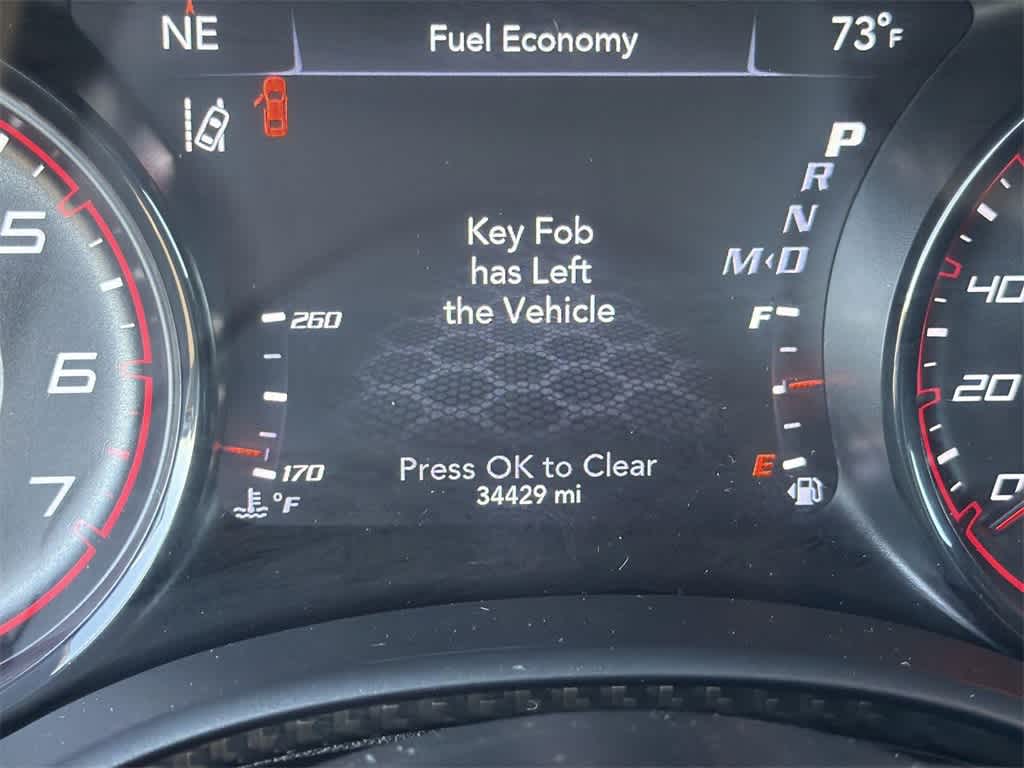 NE Fuel Economy 73°F
P
R
N
M‹D
Key Fob
has Left
the Vehicle
260
F
5
6
7
40
20
0
170
E
Press OK to Clear
34429 mi
°F